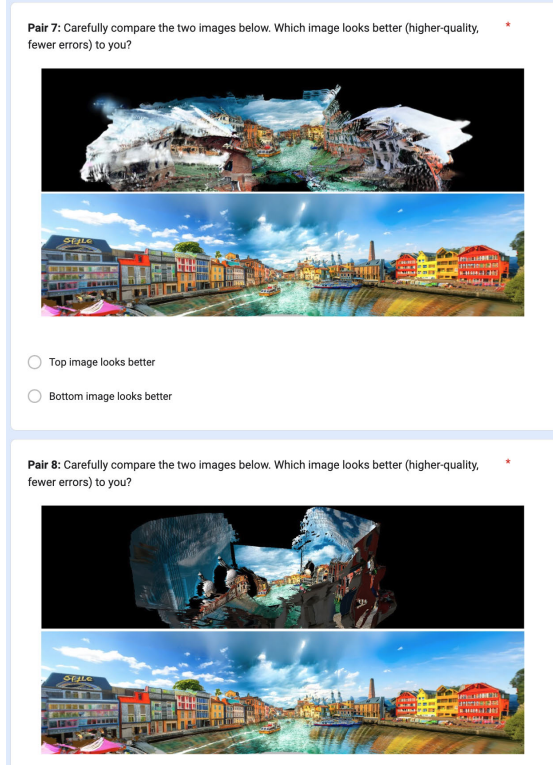 Pair 7: Carefully compare the two images below. Which image looks better (higher-quality, *
fewer errors) to you?
STYLE
Top image looks better
Bottom image looks better
Pair 8: Carefully compare the two images below. Which image looks better (higher-quality, *
fewer errors) to you?
STYLE